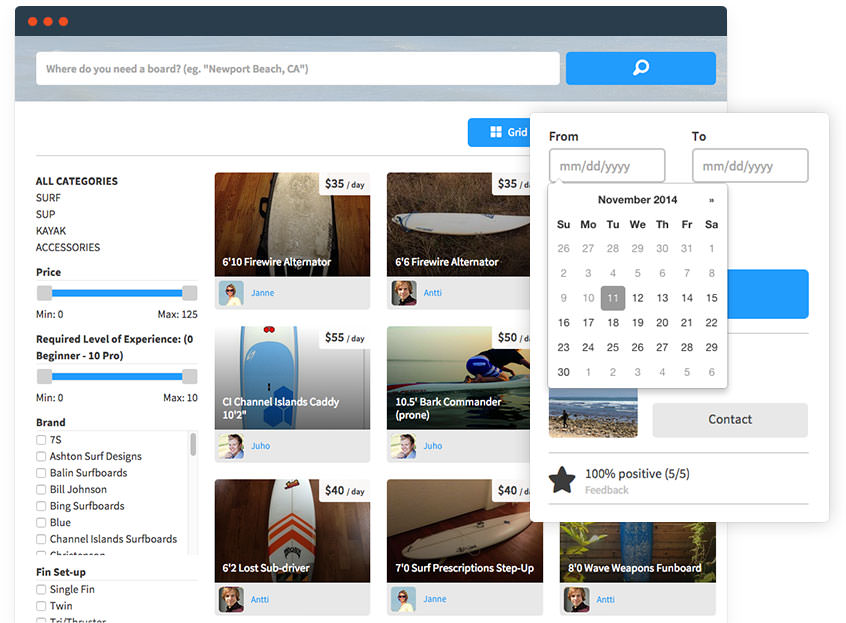 Where do you need a board? (eg. "Newport Beach, CA")
Grid
ALL CATEGORIES
SURF
SUP
KAYAK
ACCESSORIES
Price
Min: 0 Max: 125
Required Level of Experience: (0
Beginner - 10 Pro)
Min: 0 Max: 10
Brand
7S
Ashton Surf Designs
Balin Surfboards
Bill Johnson
Bing Surfboards
Blue
Channel Islands Surfboards
Christenson
Fin Set-up
Single Fin
Twin
Tri/Thruster
$35 / day
6'10 Firewire Alternator
Janne
$35 / da
6'6 Firewire Alternator
Antti
$55 / day
CI Channel Islands Caddy
10'2"
Juho
$50 / da
10.5' Bark Commander
(prone)
Juho
$40 / day
6'2 Lost Sub-driver
Antti
$40 / da
7'0 Surf Prescriptions Step-Up
Janne
8'0 Wave Weapons Funboard
Antti
From To
mm/dd/yyyy mm/dd/yyyy
November 2014 »
Su Mo Tu We Th Fr Sa
26 27 28 29 30 31 1
2 3 4 5 6 7 8
9 10 11 12 13 14 15
16 17 18 19 20 21 22
23 24 25 26 27 28 29
30 1 2 3 4 5 6
Contact
100% positive (5/5)
Feedback